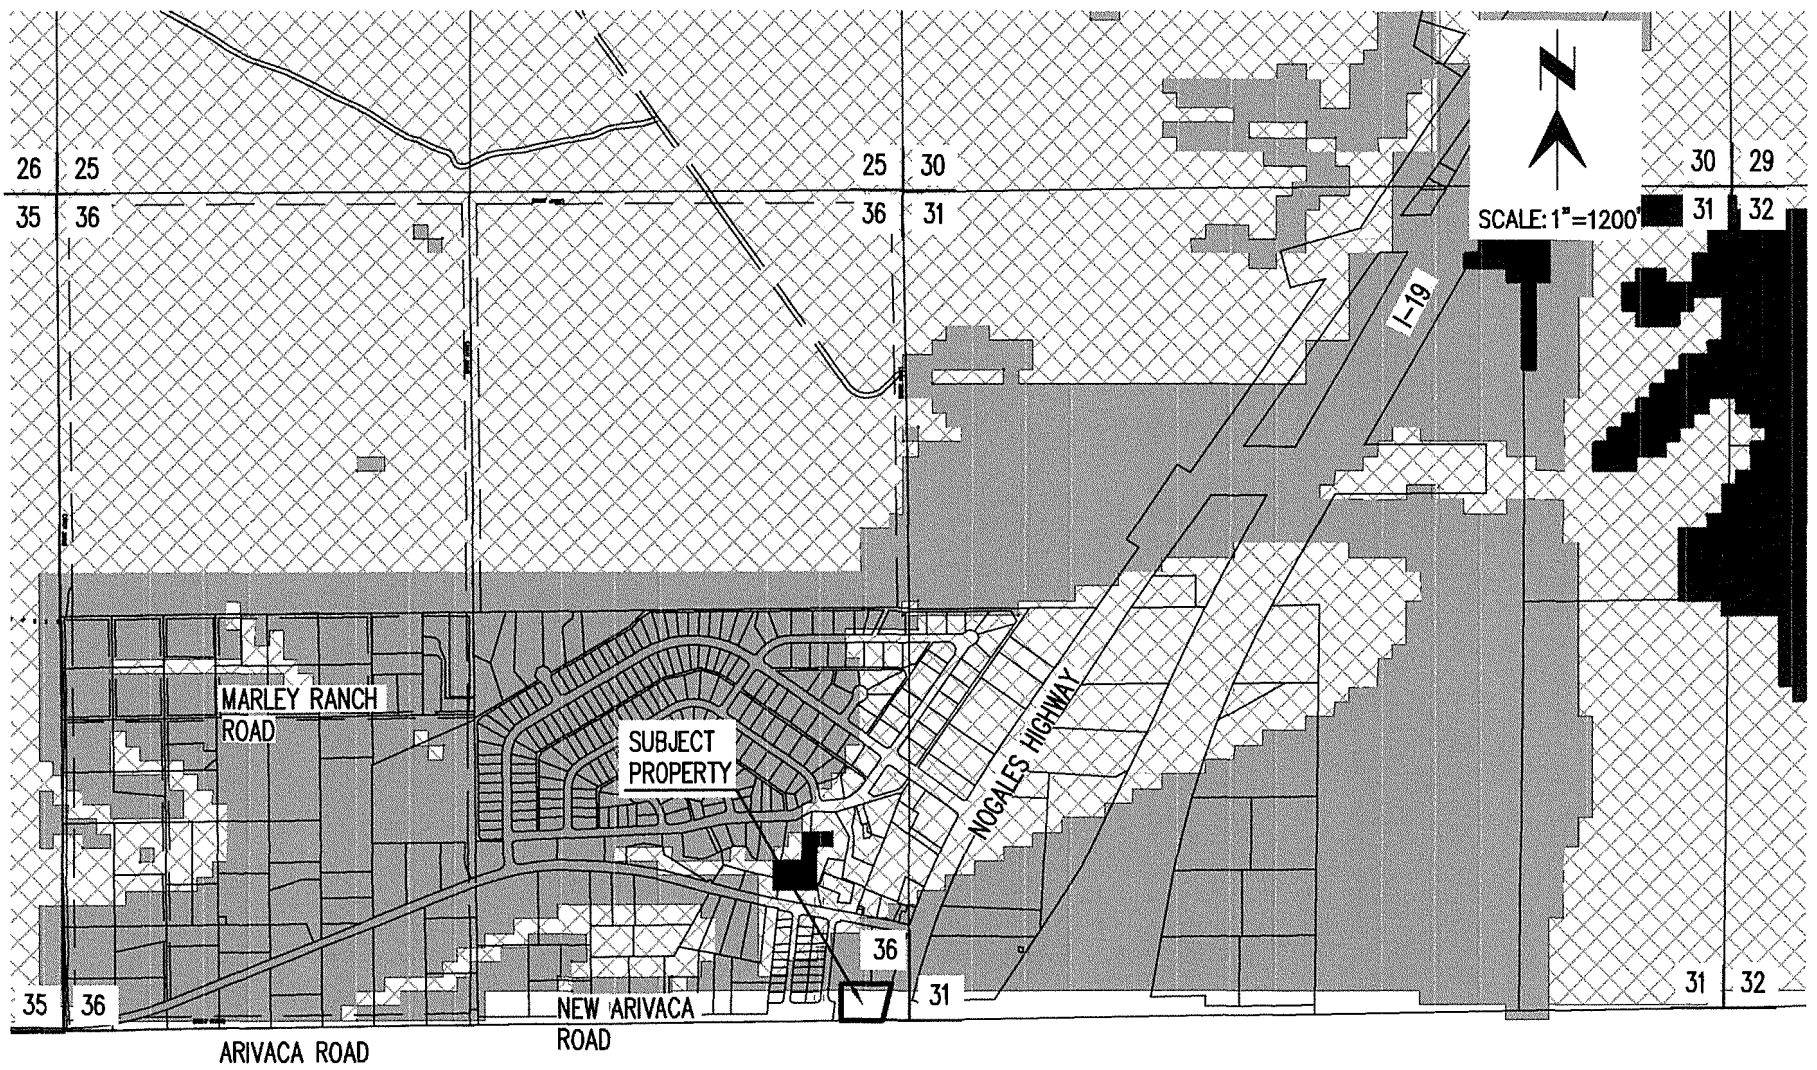 N
SCALE: 1"=1200'
26 25
25 30
30 29
35 36
36 31
31 32
I-19
MARLEY RANCH
ROAD
SUBJECT
PROPERTY
NOGALES HIGHWAY
36
35 36
31
31 32
NEW ARIVACA
ROAD
ARIVACA ROAD